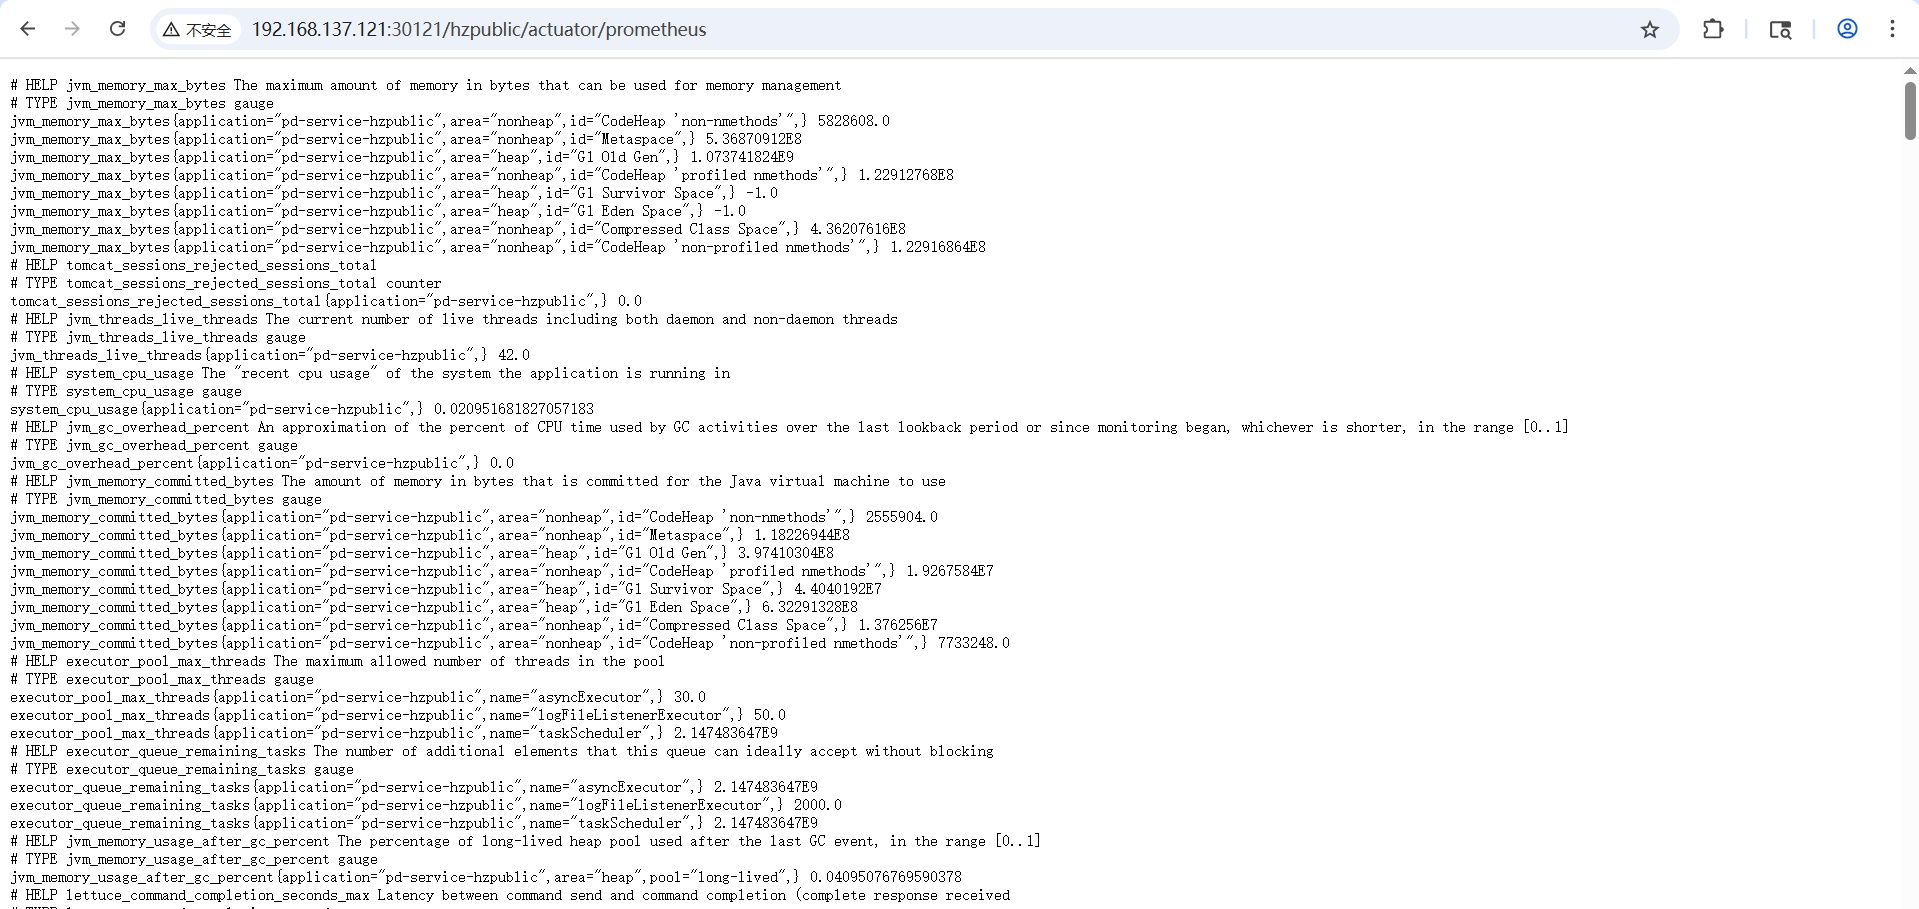 不安全 192.168.137.121:30121/hzpublic/actuator/prometheus
# HELP jvm_memory_max_bytes The maximum amount of memory in bytes that can be used for memory management
# TYPE jvm_memory_max_bytes gauge
jvm_memory_max_bytes{application="pd-service-hzpublic",area="nonheap",id="CodeHeap 'non-nmethods'",} 5828608.0
jvm_memory_max_bytes{application="pd-service-hzpublic",area="nonheap",id="Metaspace",} 5.36870912E8
jvm_memory_max_bytes{application="pd-service-hzpublic",area="heap",id="G1 Old Gen",} 1.073741824E9
jvm_memory_max_bytes{application="pd-service-hzpublic",area="nonheap",id="CodeHeap 'profiled nmethods'",} 1.22912768E8
jvm_memory_max_bytes{application="pd-service-hzpublic",area="heap",id="G1 Survivor Space",} -1.0
jvm_memory_max_bytes{application="pd-service-hzpublic",area="heap",id="G1 Eden Space",} -1.0
jvm_memory_max_bytes{application="pd-service-hzpublic",area="nonheap",id="Compressed Class Space",} 4.36207616E8
jvm_memory_max_bytes{application="pd-service-hzpublic",area="nonheap",id="CodeHeap 'non-profiled nmethods'",} 1.22916864E8
# HELP tomcat_sessions_rejected_sessions_total
# TYPE tomcat_sessions_rejected_sessions_total counter
tomcat_sessions_rejected_sessions_total{application="pd-service-hzpublic",} 0.0
# HELP jvm_threads_live_threads The current number of live threads including both daemon and non-daemon threads
# TYPE jvm_threads_live_threads gauge
jvm_threads_live_threads{application="pd-service-hzpublic",} 42.0
# HELP system_cpu_usage The "recent cpu usage" of the system the application is running in
# TYPE system_cpu_usage gauge
system_cpu_usage{application="pd-service-hzpublic",} 0.020951681827057183
# HELP jvm_gc_overhead_percent An approximation of the percent of CPU time used by GC activities over the last lookback period or since monitoring began, whichever is shorter, in the range [0..1]
# TYPE jvm_gc_overhead_percent gauge
jvm_gc_overhead_percent{application="pd-service-hzpublic",} 0.0
# HELP jvm_memory_committed_bytes The amount of memory in bytes that is committed for the Java virtual machine to use
# TYPE jvm_memory_committed_bytes gauge
jvm_memory_committed_bytes{application="pd-service-hzpublic",area="nonheap",id="CodeHeap 'non-nmethods'",} 2555904.0
jvm_memory_committed_bytes{application="pd-service-hzpublic",area="nonheap",id="Metaspace",} 1.18226944E8
jvm_memory_committed_bytes{application="pd-service-hzpublic",area="heap",id="G1 Old Gen",} 3.97410304E8
jvm_memory_committed_bytes{application="pd-service-hzpublic",area="nonheap",id="CodeHeap 'profiled nmethods'",} 1.9267584E7
jvm_memory_committed_bytes{application="pd-service-hzpublic",area="heap",id="G1 Survivor Space",} 4.4040192E7
jvm_memory_committed_bytes{application="pd-service-hzpublic",area="heap",id="G1 Eden Space",} 6.32291328E8
jvm_memory_committed_bytes{application="pd-service-hzpublic",area="nonheap",id="Compressed Class Space",} 1.376256E7
jvm_memory_committed_bytes{application="pd-service-hzpublic",area="nonheap",id="CodeHeap 'non-profiled nmethods'",} 7733248.0
# HELP executor_pool_max_threads The maximum allowed number of threads in the pool
# TYPE executor_pool_max_threads gauge
executor_pool_max_threads{application="pd-service-hzpublic",name="asyncExecutor",} 30.0
executor_pool_max_threads{application="pd-service-hzpublic",name="logFileListenerExecutor",} 50.0
executor_pool_max_threads{application="pd-service-hzpublic",name="taskScheduler",} 2.147483647E9
# HELP executor_queue_remaining_tasks The number of additional elements that this queue can ideally accept without blocking
# TYPE executor_queue_remaining_tasks gauge
executor_queue_remaining_tasks{application="pd-service-hzpublic",name="asyncExecutor",} 2.147483647E9
executor_queue_remaining_tasks{application="pd-service-hzpublic",name="logFileListenerExecutor",} 2000.0
executor_queue_remaining_tasks{application="pd-service-hzpublic",name="taskScheduler",} 2.147483647E9
# HELP jvm_memory_usage_after_gc_percent The percentage of long-lived heap pool used after the last GC event, in the range [0..1]
# TYPE jvm_memory_usage_after_gc_percent gauge
jvm_memory_usage_after_gc_percent{application="pd-service-hzpublic",area="heap",pool="long-lived",} 0.04095076769590378
# HELP lettuce_command_completion_seconds_max Latency between command send and command completion (complete response received